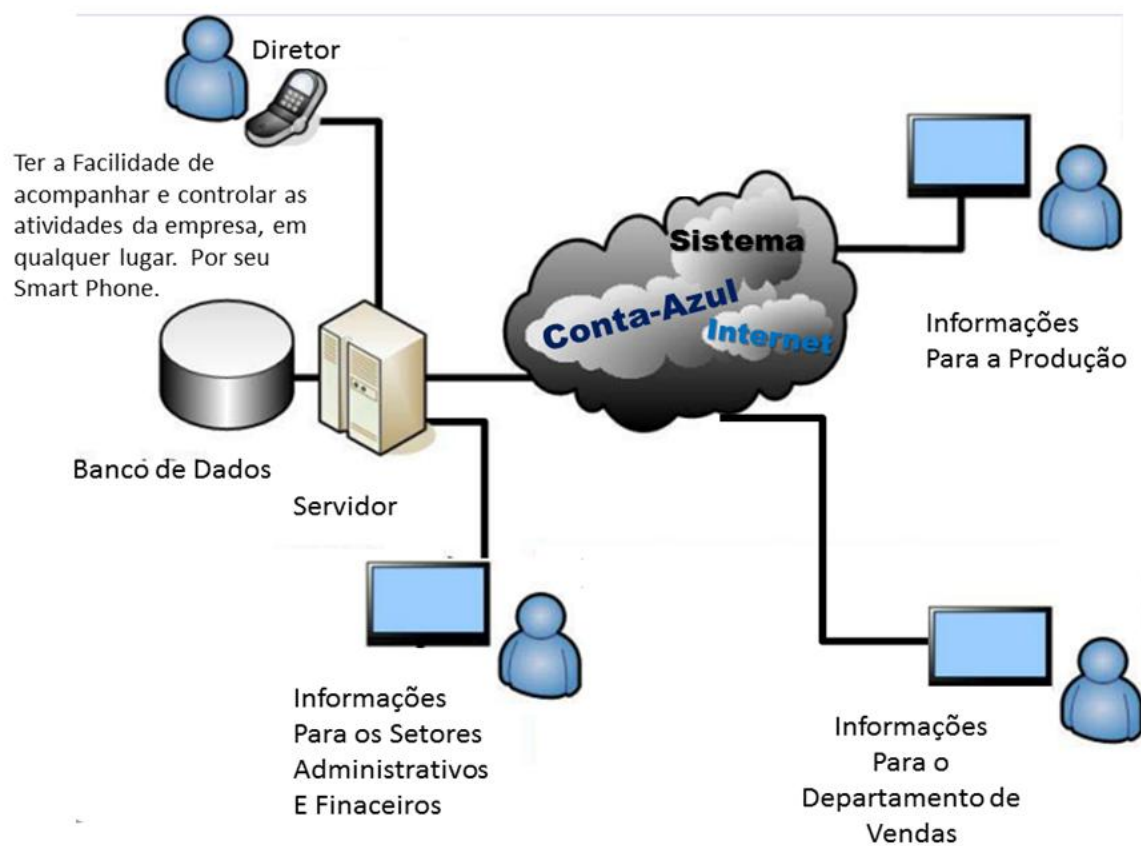 Diretor
Ter a Facilidade de
acompanhar e controlar as
atividades da empresa, em
qualquer lugar. Por seu
Smart Phone.
Sistema
Conta-Azul
Internet
Informações
Para a Produção
Banco de Dados
Servidor
Informações
Para os Setores
Administrativos
E Finaceiros
Informações
Para o
Departamento de
Vendas